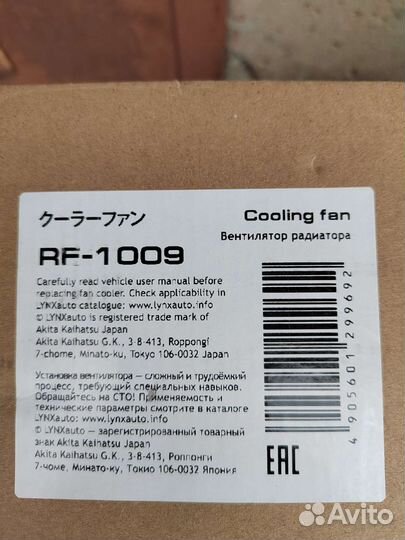 クーラーファン
Cooling fan
RF-1009
Вентилятор радиатора
Carefully read vehicle user manual before
replacing fan cooler. Check applicability in
LYNXauto catalogue: www.lynxauto.info
© LYNXauto is registered trade mark of
Akita Kaihatsu Japan
Akita Kaihatsu G.K., 3-8-413, Roppongi
7-chome, Minato-ku, Tokyo 106-0032 Japan
Установка вентилятора – сложный и трудоёмкий
процесс, требующий специальных навыков.
Обращайтесь на СТО! Применяемость и
технические параметры смотрите в каталоге
LYNXauto: www.lynxauto.info
© LYNXauto – зарегистрированный товарный
знак Akita Kaihatsu Japan
Akita Kaihatsu G.K., 3-8-413, Роппонги
7-чоме, Минато-ку, Токио 106-0032 Япония
4 905601 299692
EAC
Avito